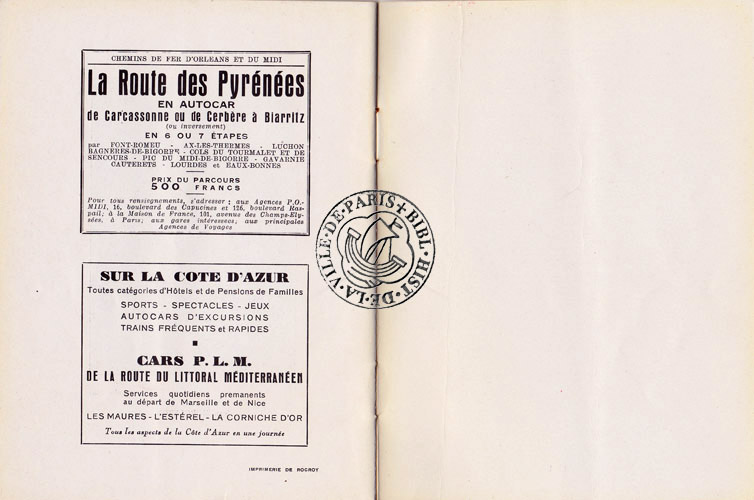 CHEMINS DE FER D'ORLEANS ET DU MIDI
La Route des Pyrénées
EN AUTOCAR
de Carcassonne ou de Cerbère à Biarritz
(ou inversement)
EN 6 OU 7 ÉTAPES
par FONT-ROMEU - AX-LES-THERMES - LUCHON
BAGNERES-DE-BIGORRE - COLS DU TOURMALET ET DE
SENCOURS - PIC DU MIDI-DE-BIGORRE - GAVARNIE
CAUTERETS - LOURDES et EAUX-BONNES
PRIX DU PARCOURS
500 FRANCS
Pour tous renseignements, s'adresser : aux Agences P.O.-
MIDI, 16, boulevard des Capucines et 126, boulevard Ras-
pail; à la Maison de France, 101, avenue des Champs-Ely-
sées, à Paris; aux gares intéressées; aux principales
Agences de Voyages
SUR LA COTE D'AZUR
Toutes catégories d'Hôtels et de Pensions de Familles
SPORTS - SPECTACLES - JEUX
AUTOCARS D'EXCURSIONS
TRAINS FRÉQUENTS et RAPIDES
CARS P. L. M.
DE LA ROUTE DU LITTORAL MÉDITERRANÉEN
Services quotidiens premanents
au départ de Marseille et de Nice
LES MAURES - L'ESTÉREL - LA CORNICHE D'OR
Tous les aspects de la Côte d'Azur en une journée
IMPRIMERIE DE ROCROY
BIBL · HIST · DE · LA · VILLE · DE · PARIS